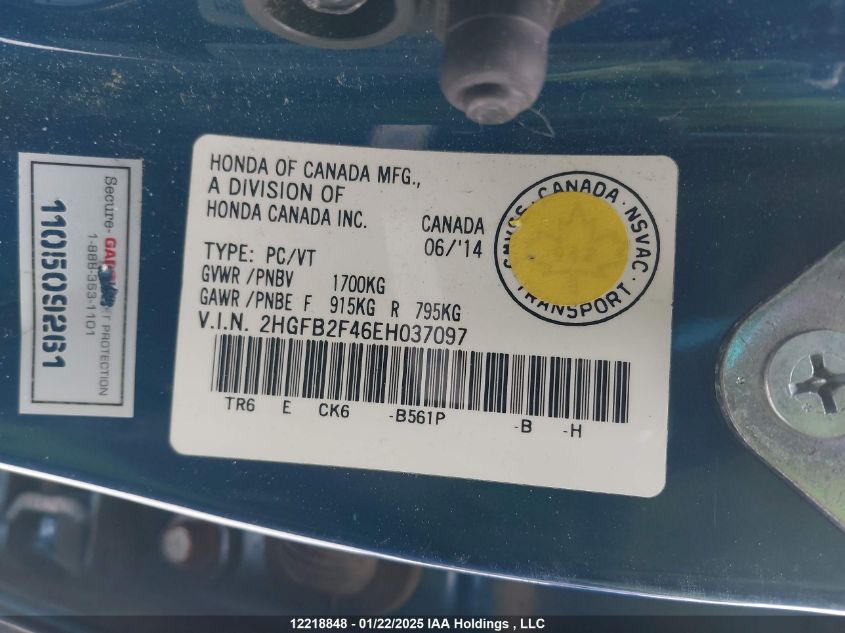 HONDA OF CANADA MFG.,
A DIVISION OF
HONDA CANADA INC.
CANADA
06/'14
TYPE: PC/VT
GVWR /PNBV 1700KG
GAWR /PNBE F 915KG R 795KG
V.I.N. 2HGFB2F46EH037097
TR6 E CK6 -B561P -B -H
CANADA · NSVAC ·
TRANSPORT ·
Secure-
T PROTECTION
1-888-353-1101
110509261
12218848 - 01/22/2025 IAA Holdings , LLC